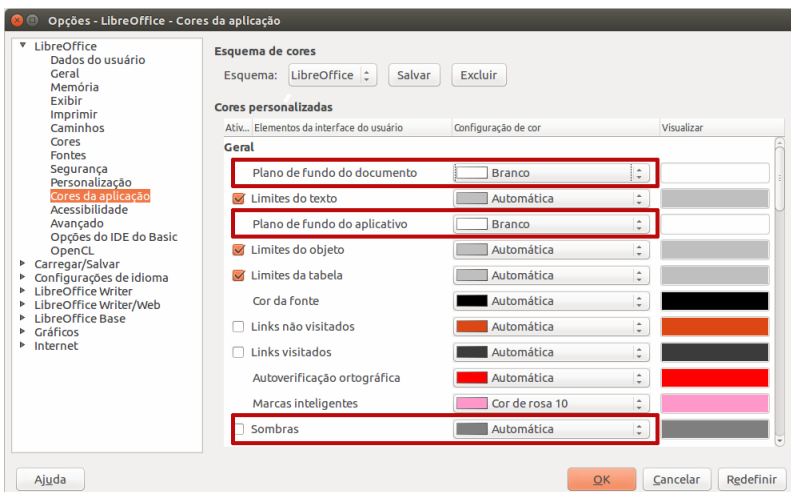 Opções - LibreOffice - Cores da aplicação
LibreOffice
Dados do usuário
Geral
Memória
Exibir
Imprimir
Caminhos
Cores
Fontes
Segurança
Personalização
Cores da aplicação
Acessibilidade
Avançado
Opções do IDE do Basic
OpenCL
Carregar/Salvar
Configurações de idioma
LibreOffice Writer
LibreOffice Writer/Web
LibreOffice Base
Gráficos
Internet
Esquema de cores
Esquema: LibreOffice Salvar Excluir
Cores personalizadas
Ativ... Elementos da interface do usuário Configuração de cor Visualizar
Geral
Plano de fundo do documento Branco
Limites do texto Automática
Plano de fundo do aplicativo Branco
Limites do objeto Automática
Limites da tabela Automática
Cor da fonte Automática
Links não visitados Automática
Links visitados Automática
Autoverificação ortográfica Automática
Marcas inteligentes Cor de rosa 10
Sombras Automática
Ajuda OK Cancelar Redefinir